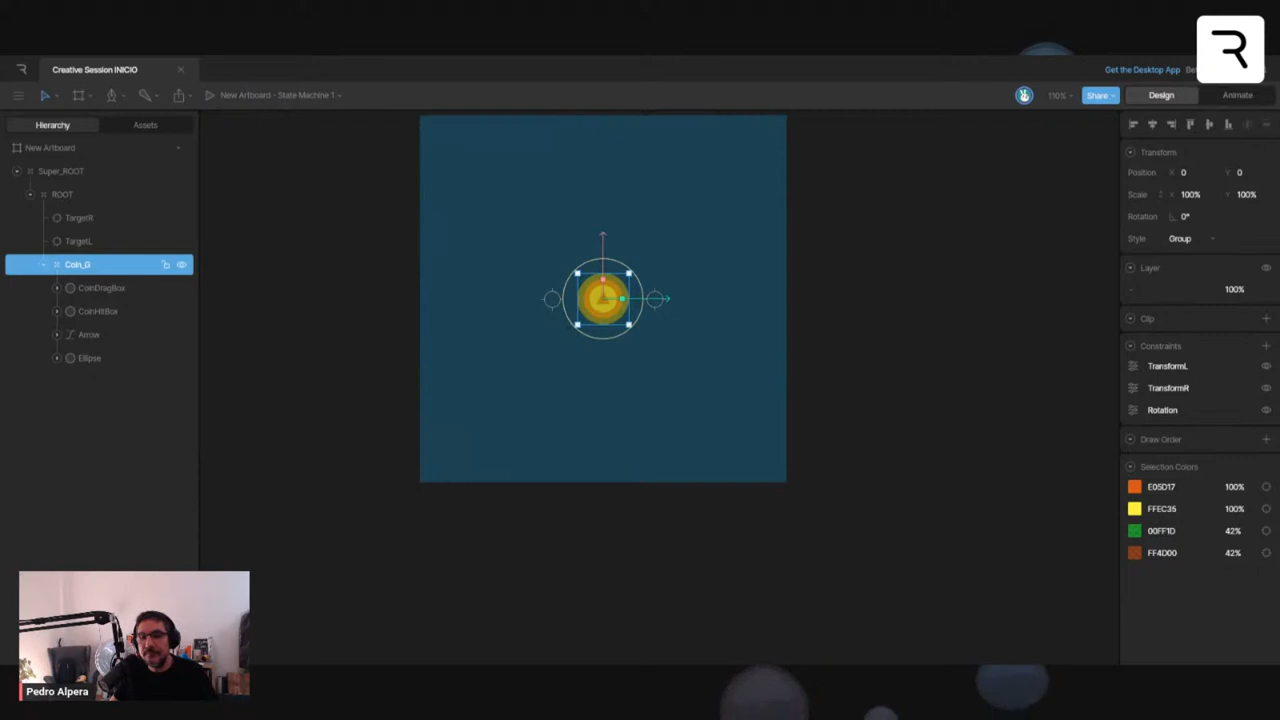 Creative Session INICIO
Get the Desktop App
New Artboard - State Machine 1
110%
Share
Design
Animate
Hierarchy
Assets
New Artboard
Super_ROOT
ROOT
TargetR
TargetL
Coin_G
CoinDragBox
CoinHitBox
Arrow
Ellipse
Transform
Position X 0 Y 0
Scale X 100% Y 100%
Rotation 0°
Style Group
Layer
100%
Clip
Constraints
TransformL
TransformR
Rotation
Draw Order
Selection Colors
E05D17 100%
FFEC35 100%
00FF1D 42%
FF4D00 42%
Pedro Alpera